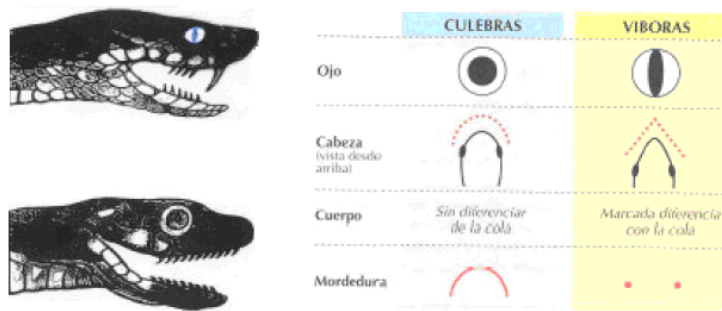 CULEBRAS VIBORAS
Ojo
Cabeza
(vista desde
arriba)
Cuerpo
Sin diferenciar
de la cola
Marcada diferencia
con la cola
Mordedura